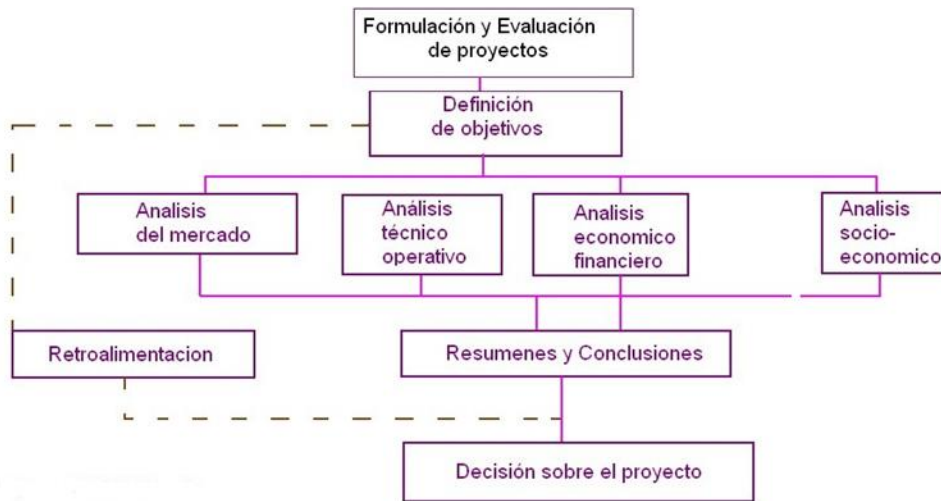 Formulación y Evaluación
de proyectos
Definición
de objetivos
Analisis
del mercado
Análisis
técnico
operativo
Analisis
economico
financiero
Analisis
socio-
economico
Retroalimentacion
Resumenes y Conclusiones
Decisión sobre el proyecto